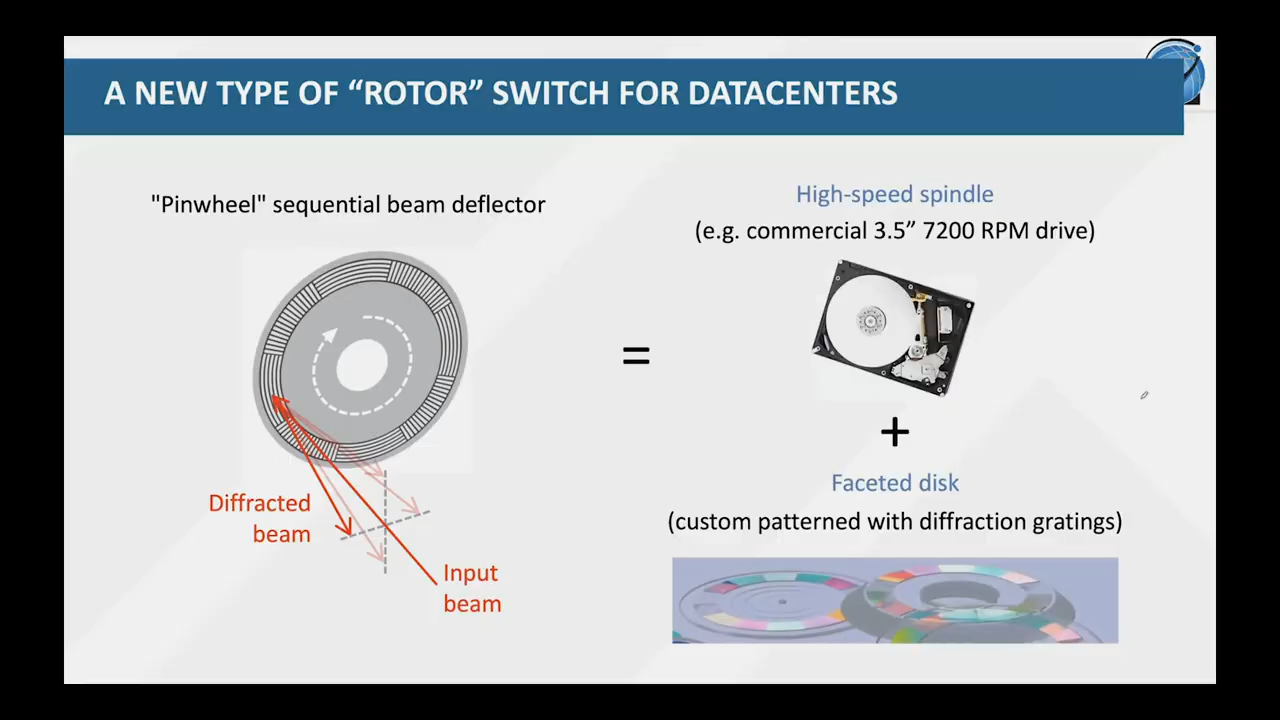 A NEW TYPE OF “ROTOR” SWITCH FOR DATACENTERS
"Pinwheel" sequential beam deflector
High-speed spindle
(e.g. commercial 3.5” 7200 RPM drive)
=
+
Diffracted
beam
Input
beam
Faceted disk
(custom patterned with diffraction gratings)